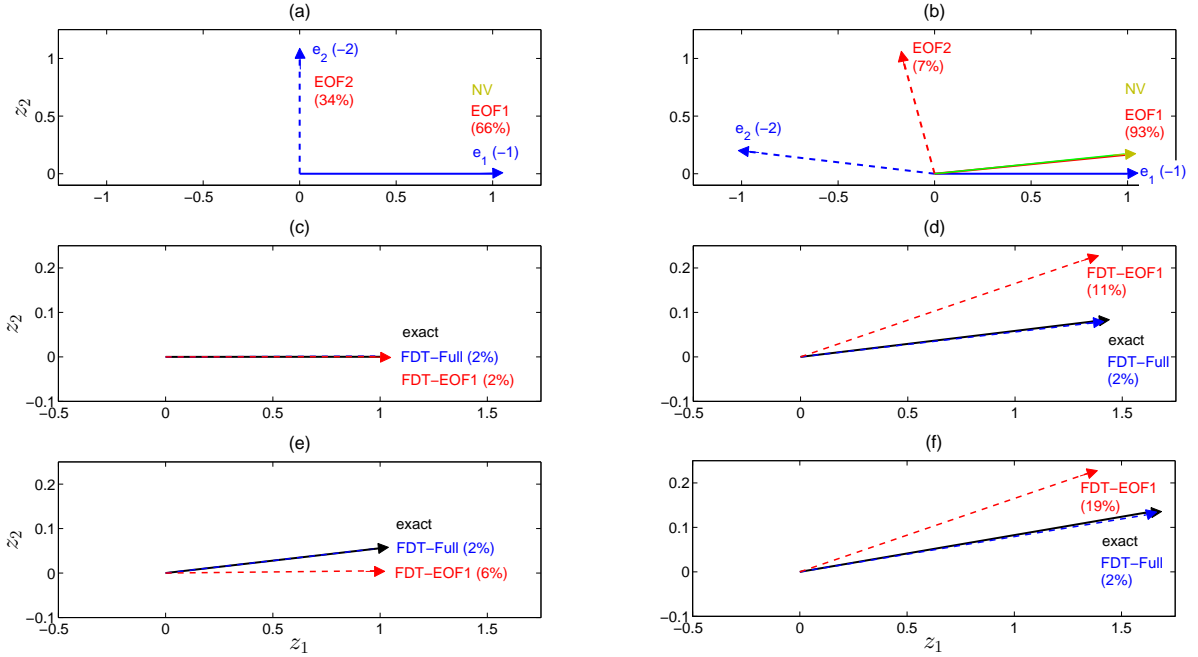 (a)
1
0.5
0
z2
−1
−0.5
0
0.5
1
e2 (−2)
EOF2
(34%)
NV
EOF1
(66%)
e1 (−1)
(b)
1
0.5
0
−1
−0.5
0
0.5
1
EOF2
(7%)
e2 (−2)
NV
EOF1
(93%)
e1 (−1)
(c)
0.2
0.1
0
−0.1
z2
−0.5
0
0.5
1
1.5
exact
FDT−Full (2%)
FDT−EOF1 (2%)
(d)
0.2
0.1
0
−0.1
−0.5
0
0.5
1
1.5
FDT−EOF1
(11%)
exact
FDT−Full
(2%)
(e)
0.2
0.1
0
−0.1
z2
−0.5
0
0.5
1
1.5
z1
exact
FDT−Full (2%)
FDT−EOF1 (6%)
(f)
0.2
0.1
0
−0.1
−0.5
0
0.5
1
1.5
z1
FDT−EOF1
(19%)
exact
FDT−Full
(2%)